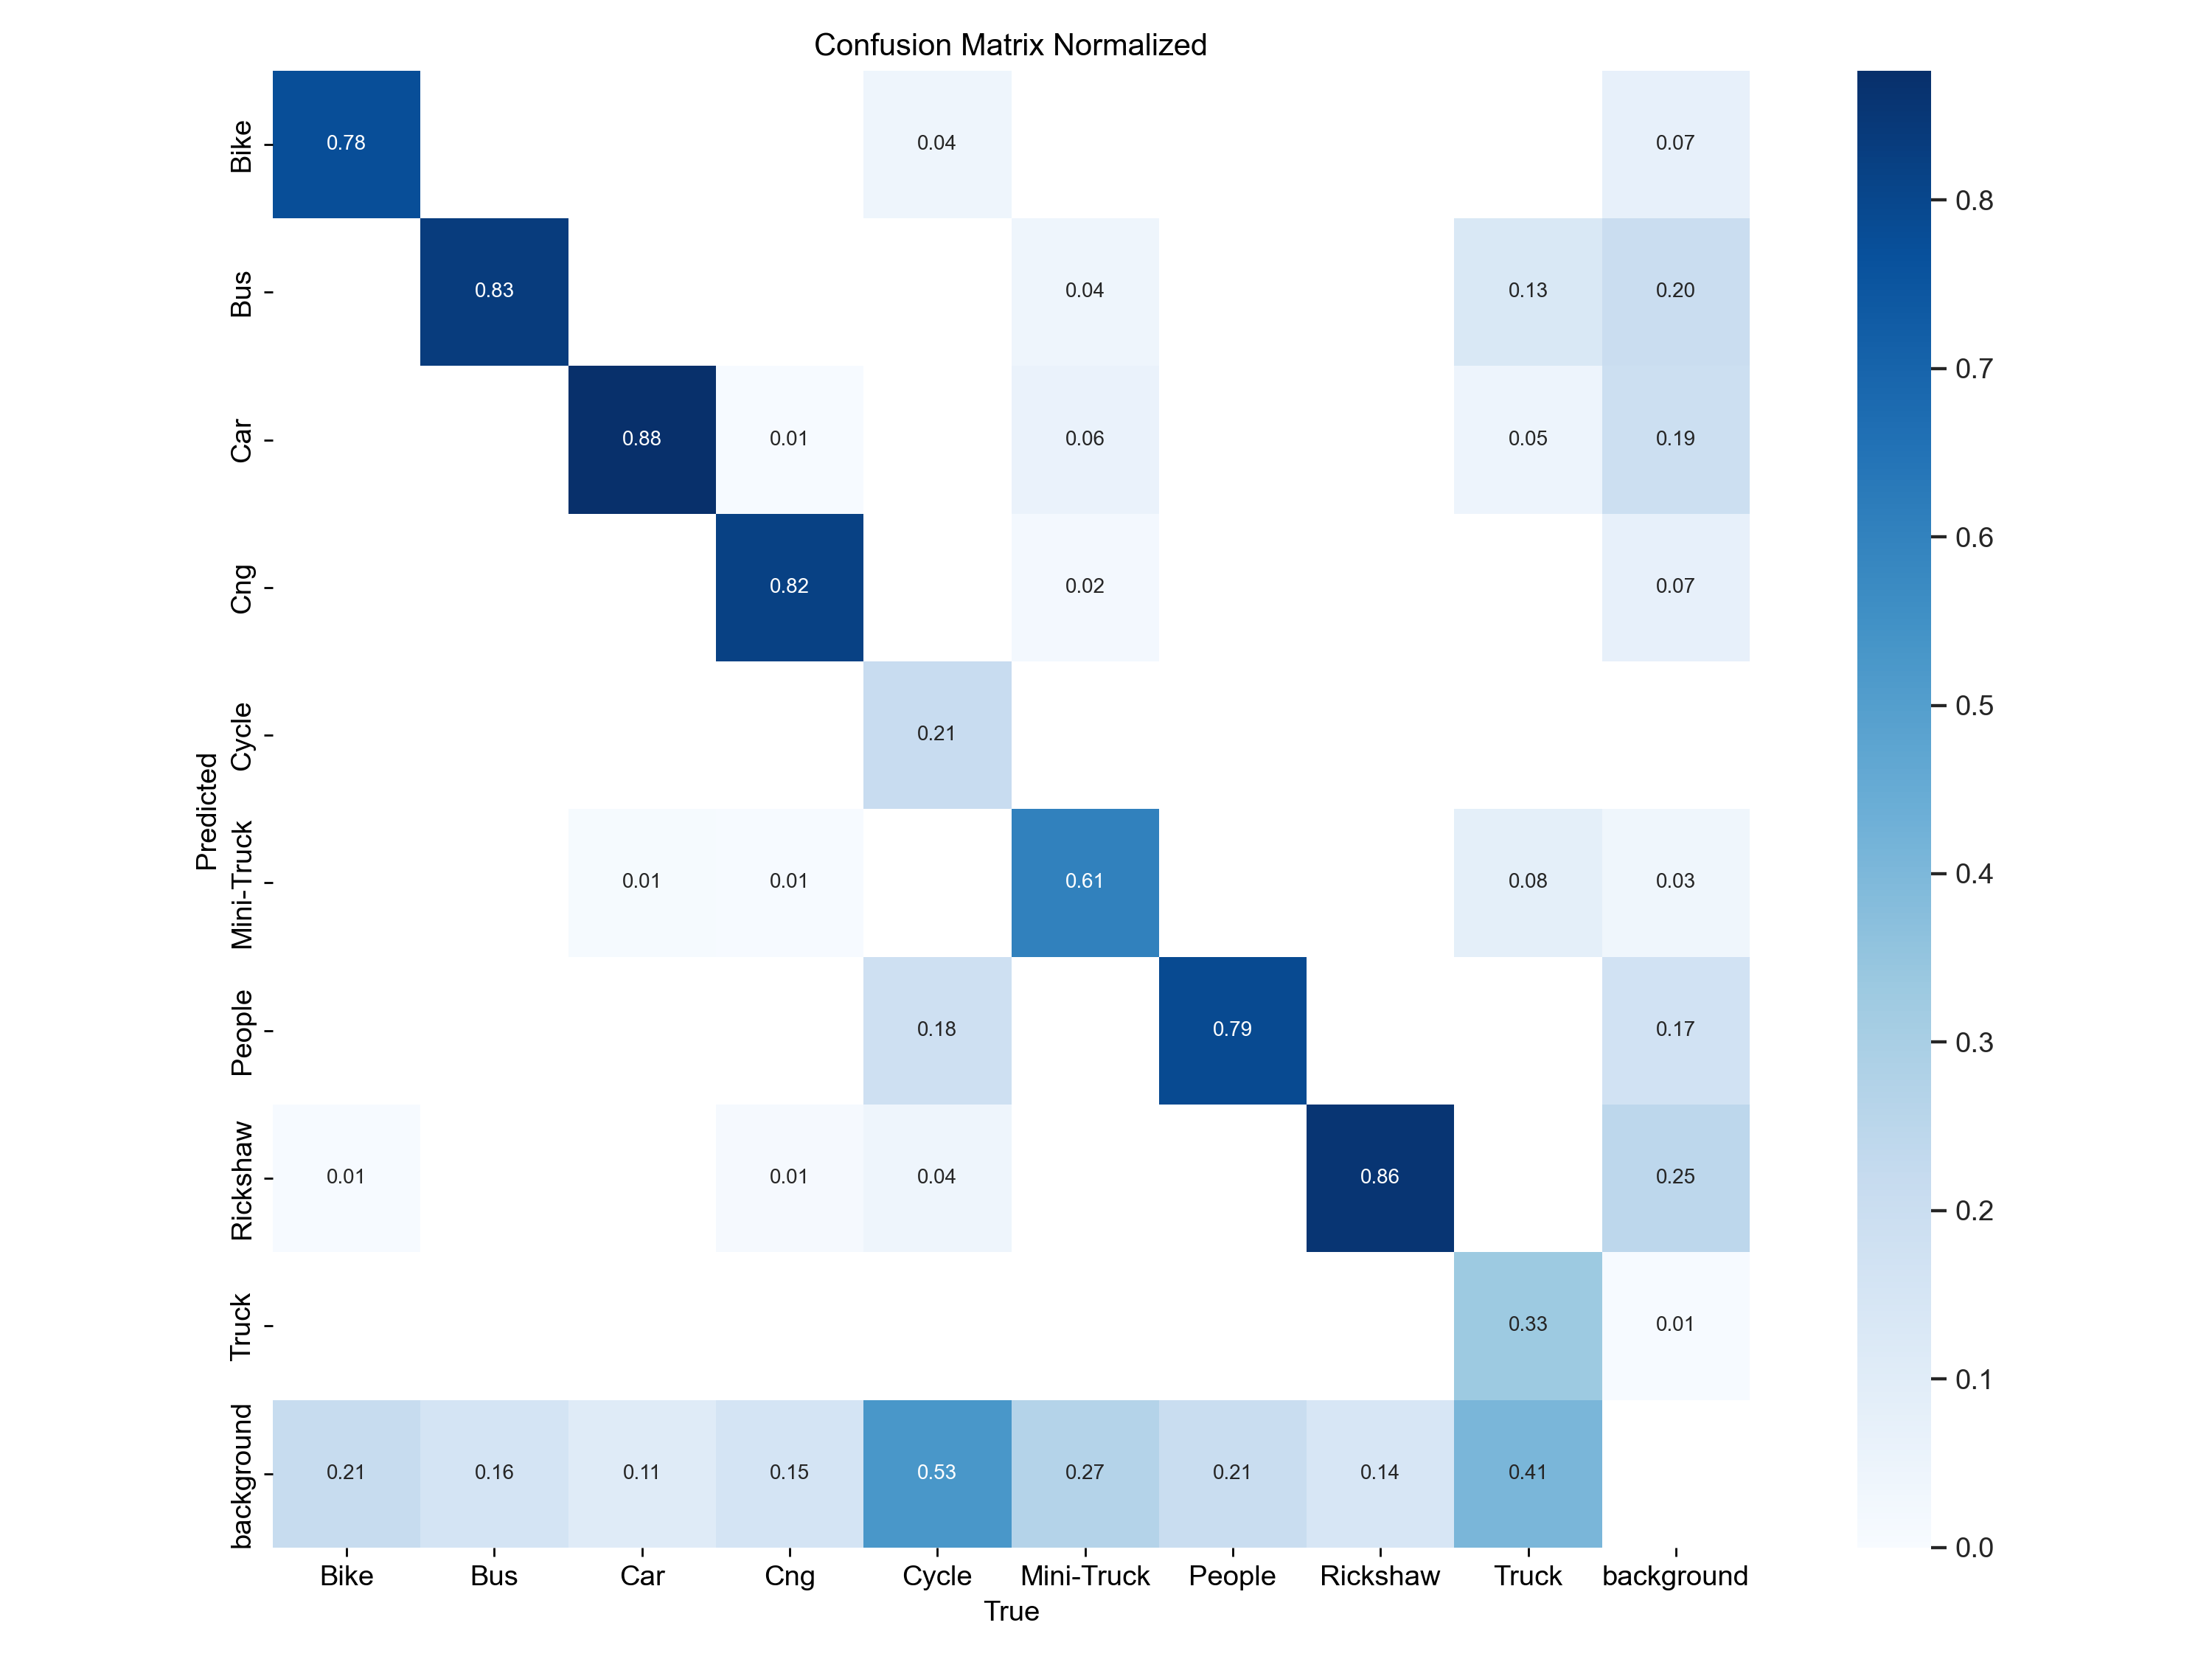 Confusion Matrix Normalized
Bike 0.78 0.04 0.07
Bus 0.83 0.04 0.13 0.20
Car 0.88 0.01 0.06 0.05 0.19
Cng 0.82 0.02 0.07
Cycle 0.21
Mini-Truck 0.01 0.01 0.61 0.08 0.03
People 0.18 0.79 0.17
Rickshaw 0.01 0.01 0.04 0.86 0.25
Truck 0.33 0.01
background 0.21 0.16 0.11 0.15 0.53 0.27 0.21 0.14 0.41
Predicted
Bike Bus Car Cng Cycle Mini-Truck People Rickshaw Truck background
True
0.8
0.7
0.6
0.5
0.4
0.3
0.2
0.1
0.0